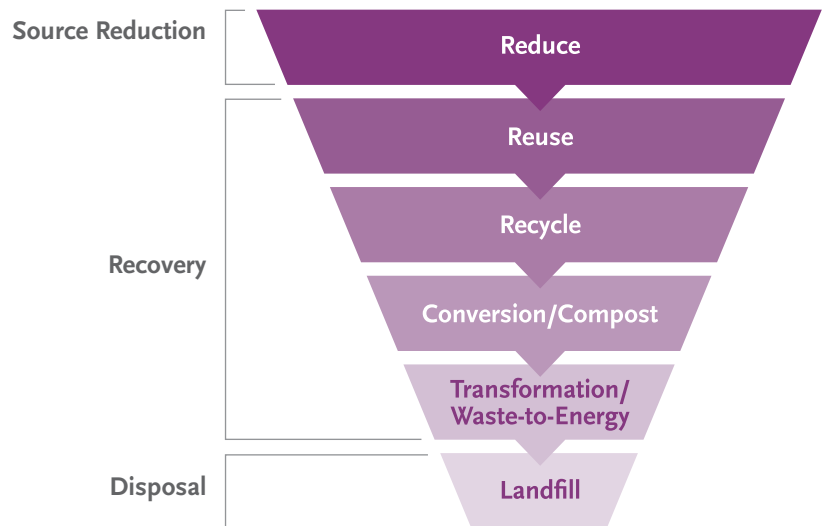 Source Reduction
Reduce
Reuse
Recycle
Recovery
Conversion/Compost
Transformation/
Waste-to-Energy
Disposal
Landfill